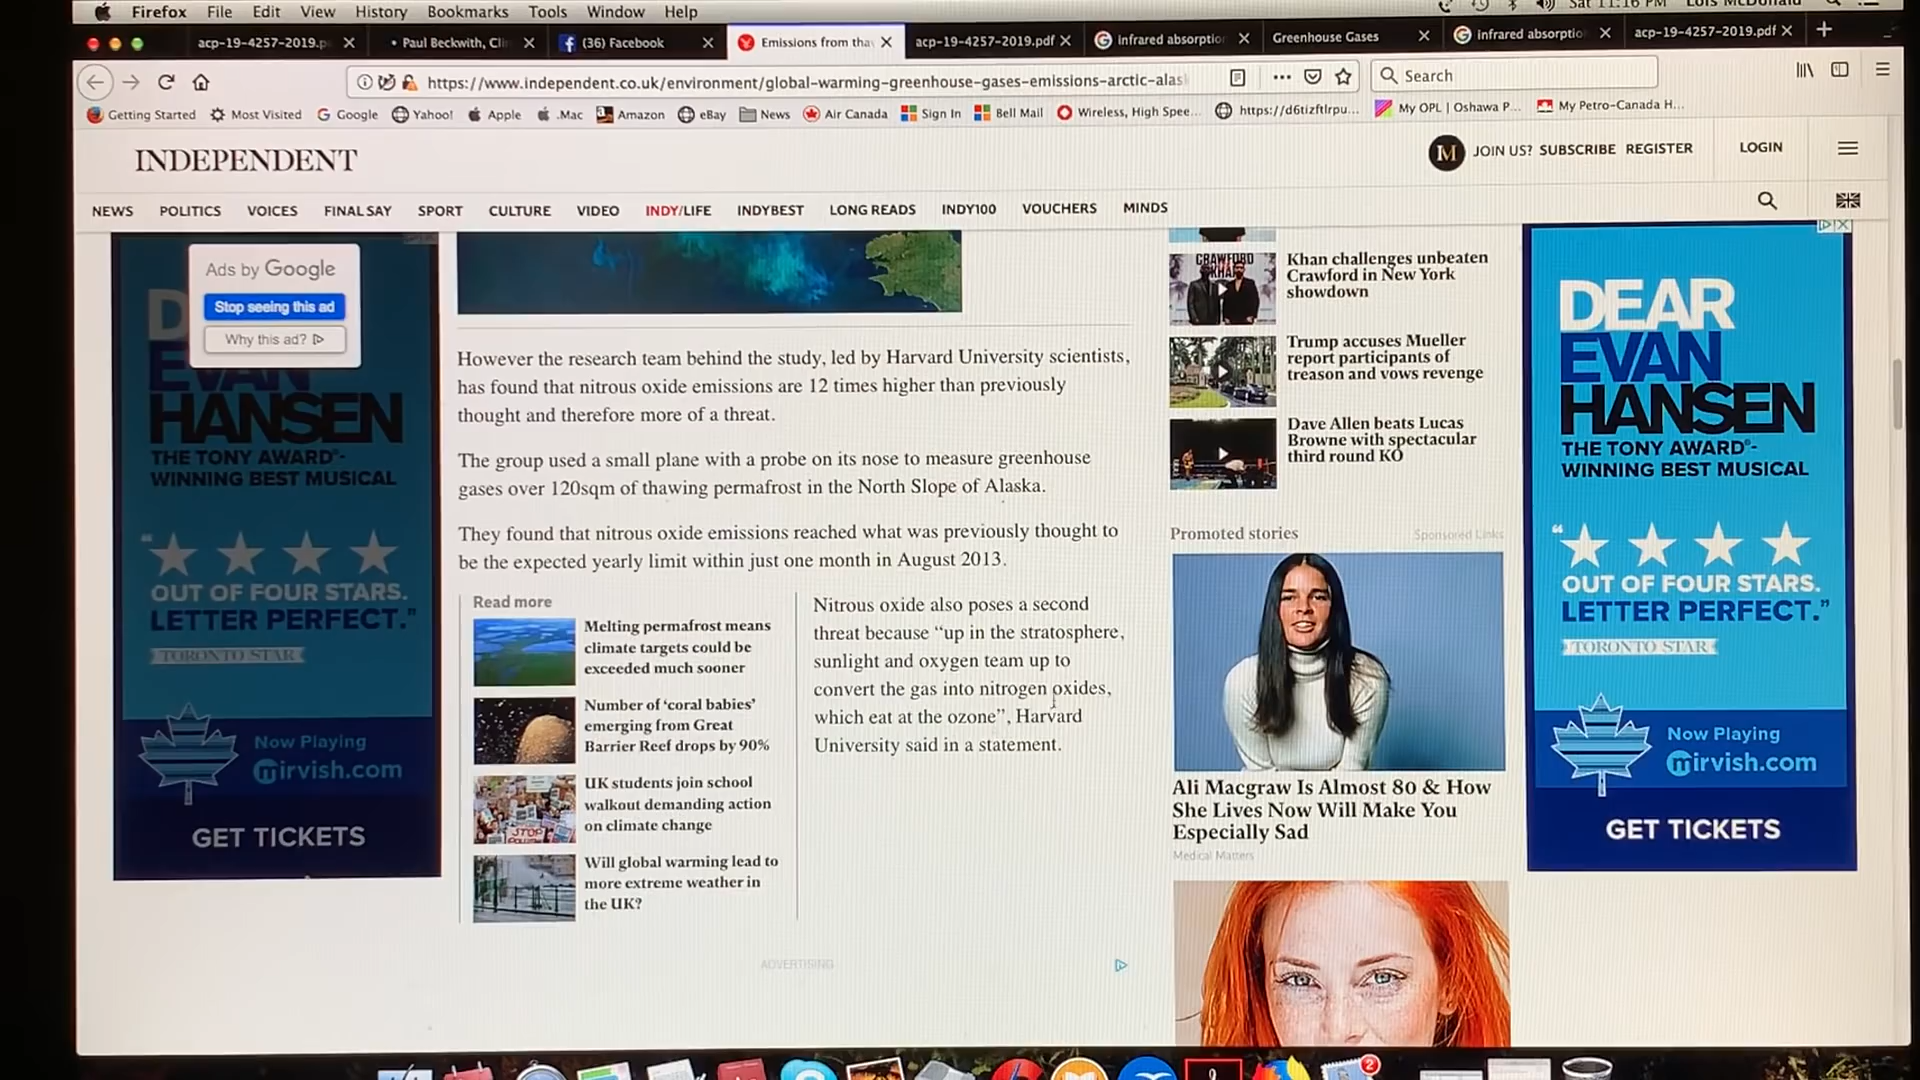 Firefox File Edit View History Bookmarks Tools Window Help
Sat 11:16 PM Lois McDonald
acp-19-4257-2019.p
Paul Beckwith, Cli
(36) Facebook
Emissions from tha
acp-19-4257-2019.pdf
infrared absorptio
Greenhouse Gases
infrared absorptio
acp-19-4257-2019.pdf
https://www.independent.co.uk/environment/global-warming-greenhouse-gases-emissions-arctic-alas
Search
Getting Started Most Visited Google Yahoo! Apple .Mac Amazon eBay News Air Canada Sign In Bell Mail Wireless, High Spee... https://d6tizftlrpu... My OPL | Oshawa P... My Petro-Canada H...
INDEPENDENT
M JOIN US? SUBSCRIBE REGISTER LOGIN
NEWS POLITICS VOICES FINAL SAY SPORT CULTURE VIDEO INDY/LIFE INDYBEST LONG READS INDY100 VOUCHERS MINDS
Ads by Google
Stop seeing this ad
Why this ad?
D
EVAN
HANSEN
THE TONY AWARD®-
WINNING BEST MUSICAL
OUT OF FOUR STARS.
LETTER PERFECT.”
TORONTO STAR
Now Playing
mirvish.com
GET TICKETS
However the research team behind the study, led by Harvard University scientists,
has found that nitrous oxide emissions are 12 times higher than previously
thought and therefore more of a threat.
The group used a small plane with a probe on its nose to measure greenhouse
gases over 120sqm of thawing permafrost in the North Slope of Alaska.
They found that nitrous oxide emissions reached what was previously thought to
be the expected yearly limit within just one month in August 2013.
Read more
Melting permafrost means
climate targets could be
exceeded much sooner
Number of ‘coral babies’
emerging from Great
Barrier Reef drops by 90%
UK students join school
walkout demanding action
on climate change
STOP
Will global warming lead to
more extreme weather in
the UK?
Nitrous oxide also poses a second
threat because “up in the stratosphere,
sunlight and oxygen team up to
convert the gas into nitrogen oxides,
which eat at the ozone”, Harvard
University said in a statement.
ADVERTISING
CRAWFORD
KHAN
Khan challenges unbeaten
Crawford in New York
showdown
Trump accuses Mueller
report participants of
treason and vows revenge
Dave Allen beats Lucas
Browne with spectacular
third round KO
Promoted stories
Sponsored Links
Ali Macgraw Is Almost 80 & How
She Lives Now Will Make You
Especially Sad
Medical Matters
DEAR
EVAN
HANSEN
THE TONY AWARD®-
WINNING BEST MUSICAL
“
OUT OF FOUR STARS.
LETTER PERFECT.”
TORONTO STAR
Now Playing
mirvish.com
GET TICKETS
2